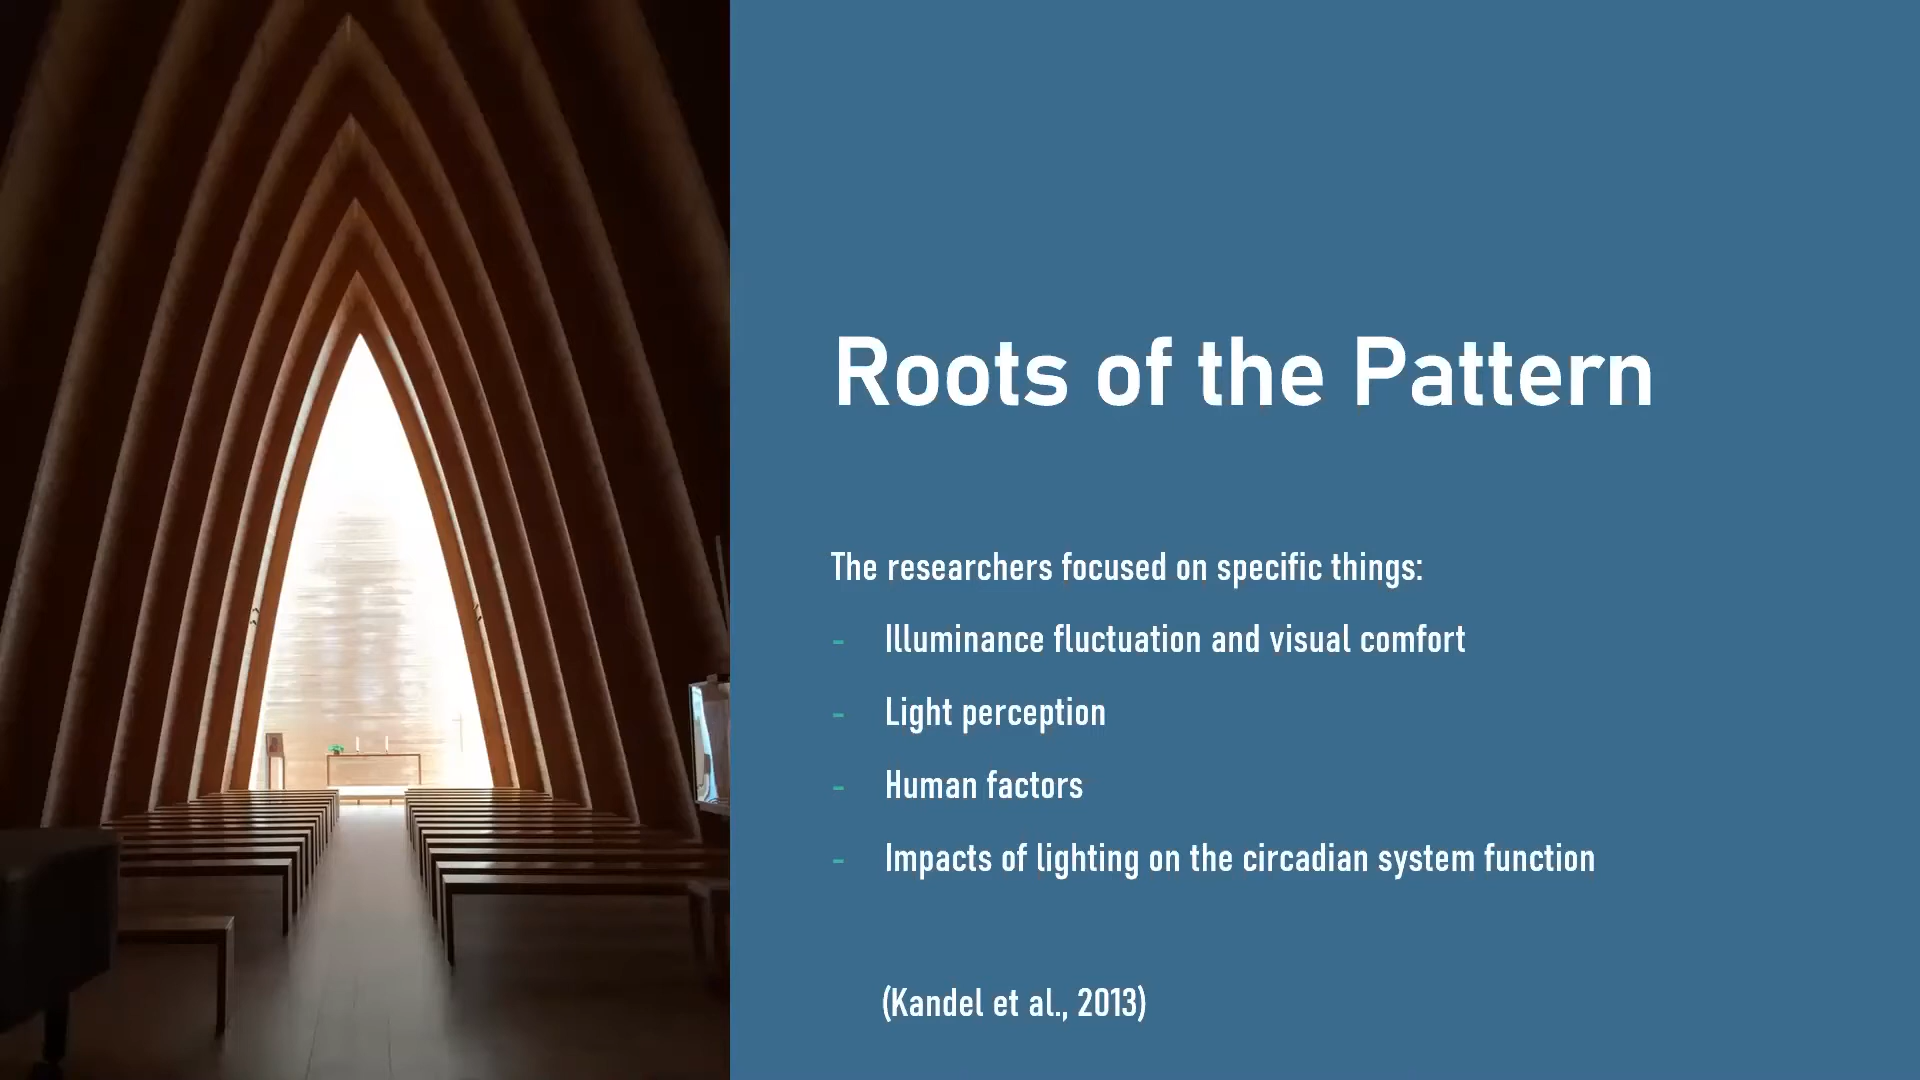 Roots of the Pattern
The researchers focused on specific things:
- Illuminance fluctuation and visual comfort
- Light perception
- Human factors
- Impacts of lighting on the circadian system function
(Kandel et al., 2013)